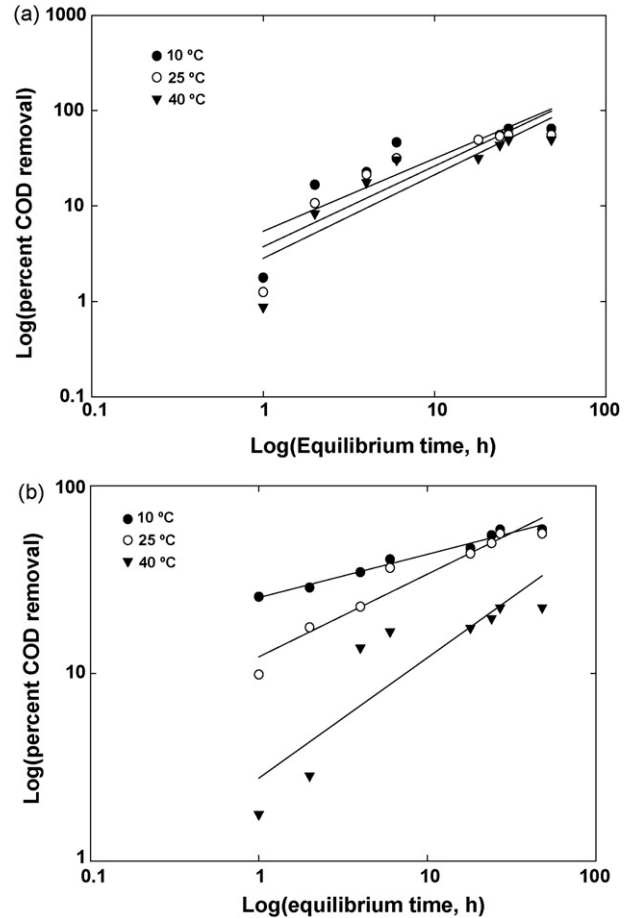 (a)
1000
100
10
1
0.1
Log(percent COD removal)
10 ºC
25 ºC
40 ºC
0.1
1
10
100
Log(Equilibrium time, h)
(b)
100
10
1
Log(percent COD removal)
10 ºC
25 ºC
40 ºC
0.1
1
10
100
Log(equilibrium time, h)